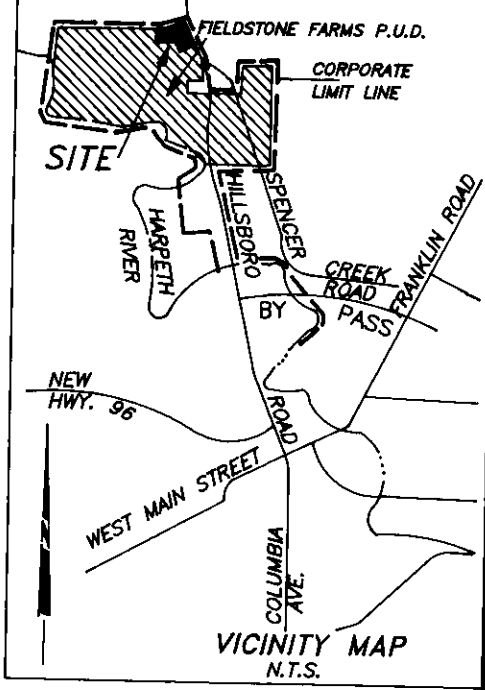 FIELDSTONE FARMS P.U.D.
CORPORATE
LIMIT LINE
SITE
HARPETH
RIVER
HILLSBORO
SPENCER
CREEK
ROAD
FRANKLIN ROAD
BY PASS
NEW
HWY. 96
ROAD
WEST MAIN STREET
COLUMBIA
AVE.
N
VICINITY MAP
N.T.S.